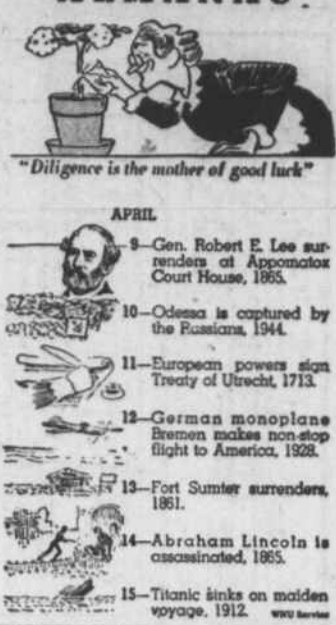 "Diligence is the mother of good luck"
APRIL
9—Gen. Robert E. Lee sur-
renders at Appomatox
Court House, 1865.
10—Odessa is captured by
the Russians, 1944.
11—European powers sign
Treaty of Utrecht, 1713.
12—German monoplane
Bremen makes non-stop
flight to America, 1928.
13—Fort Sumter surrenders,
1861.
14—Abraham Lincoln is
assassinated, 1865.
15—Titanic sinks on maiden
voyage, 1912. WNU Service